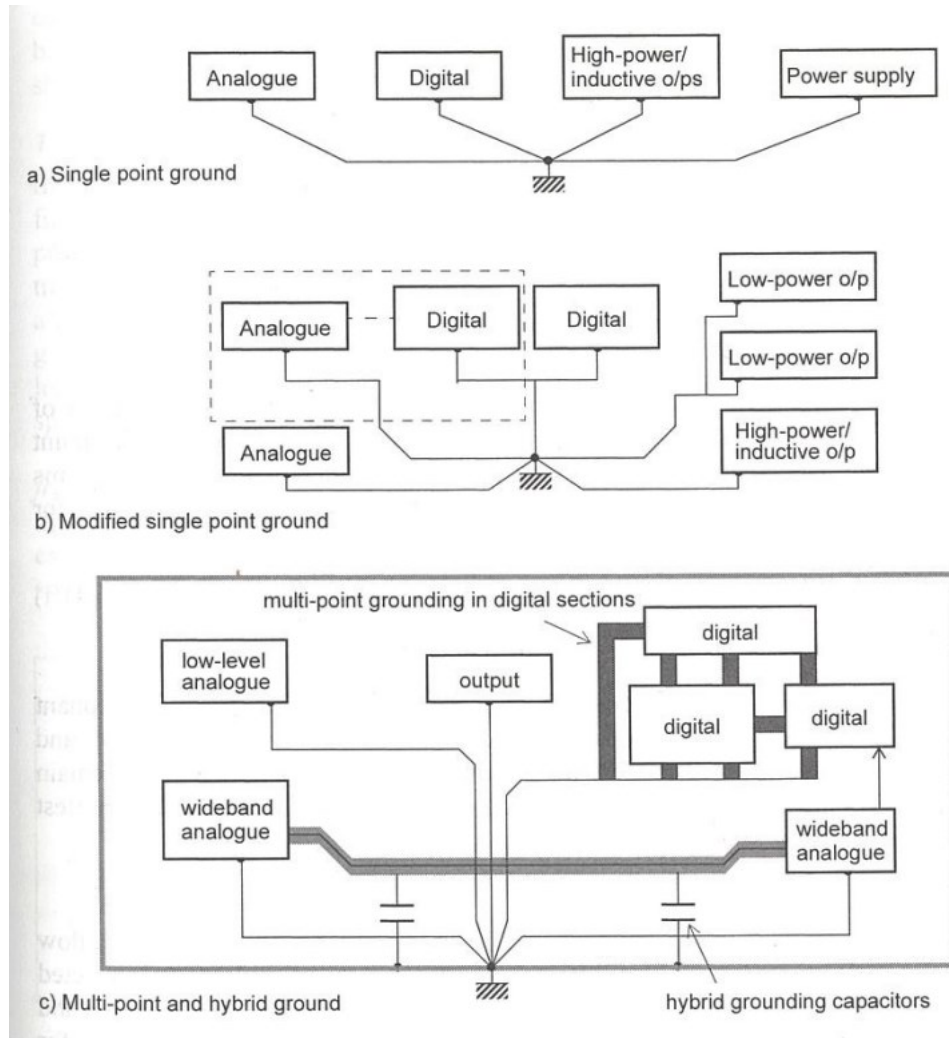 Analogue
Digital
High-power/
inductive o/ps
Power supply
a) Single point ground
Low-power o/p
Analogue
Digital
Digital
Low-power o/p
Analogue
High-power/
inductive o/p
b) Modified single point ground
multi-point grounding in digital sections
digital
low-level
analogue
output
digital
digital
wideband
analogue
wideband
analogue
c) Multi-point and hybrid ground
hybrid grounding capacitors